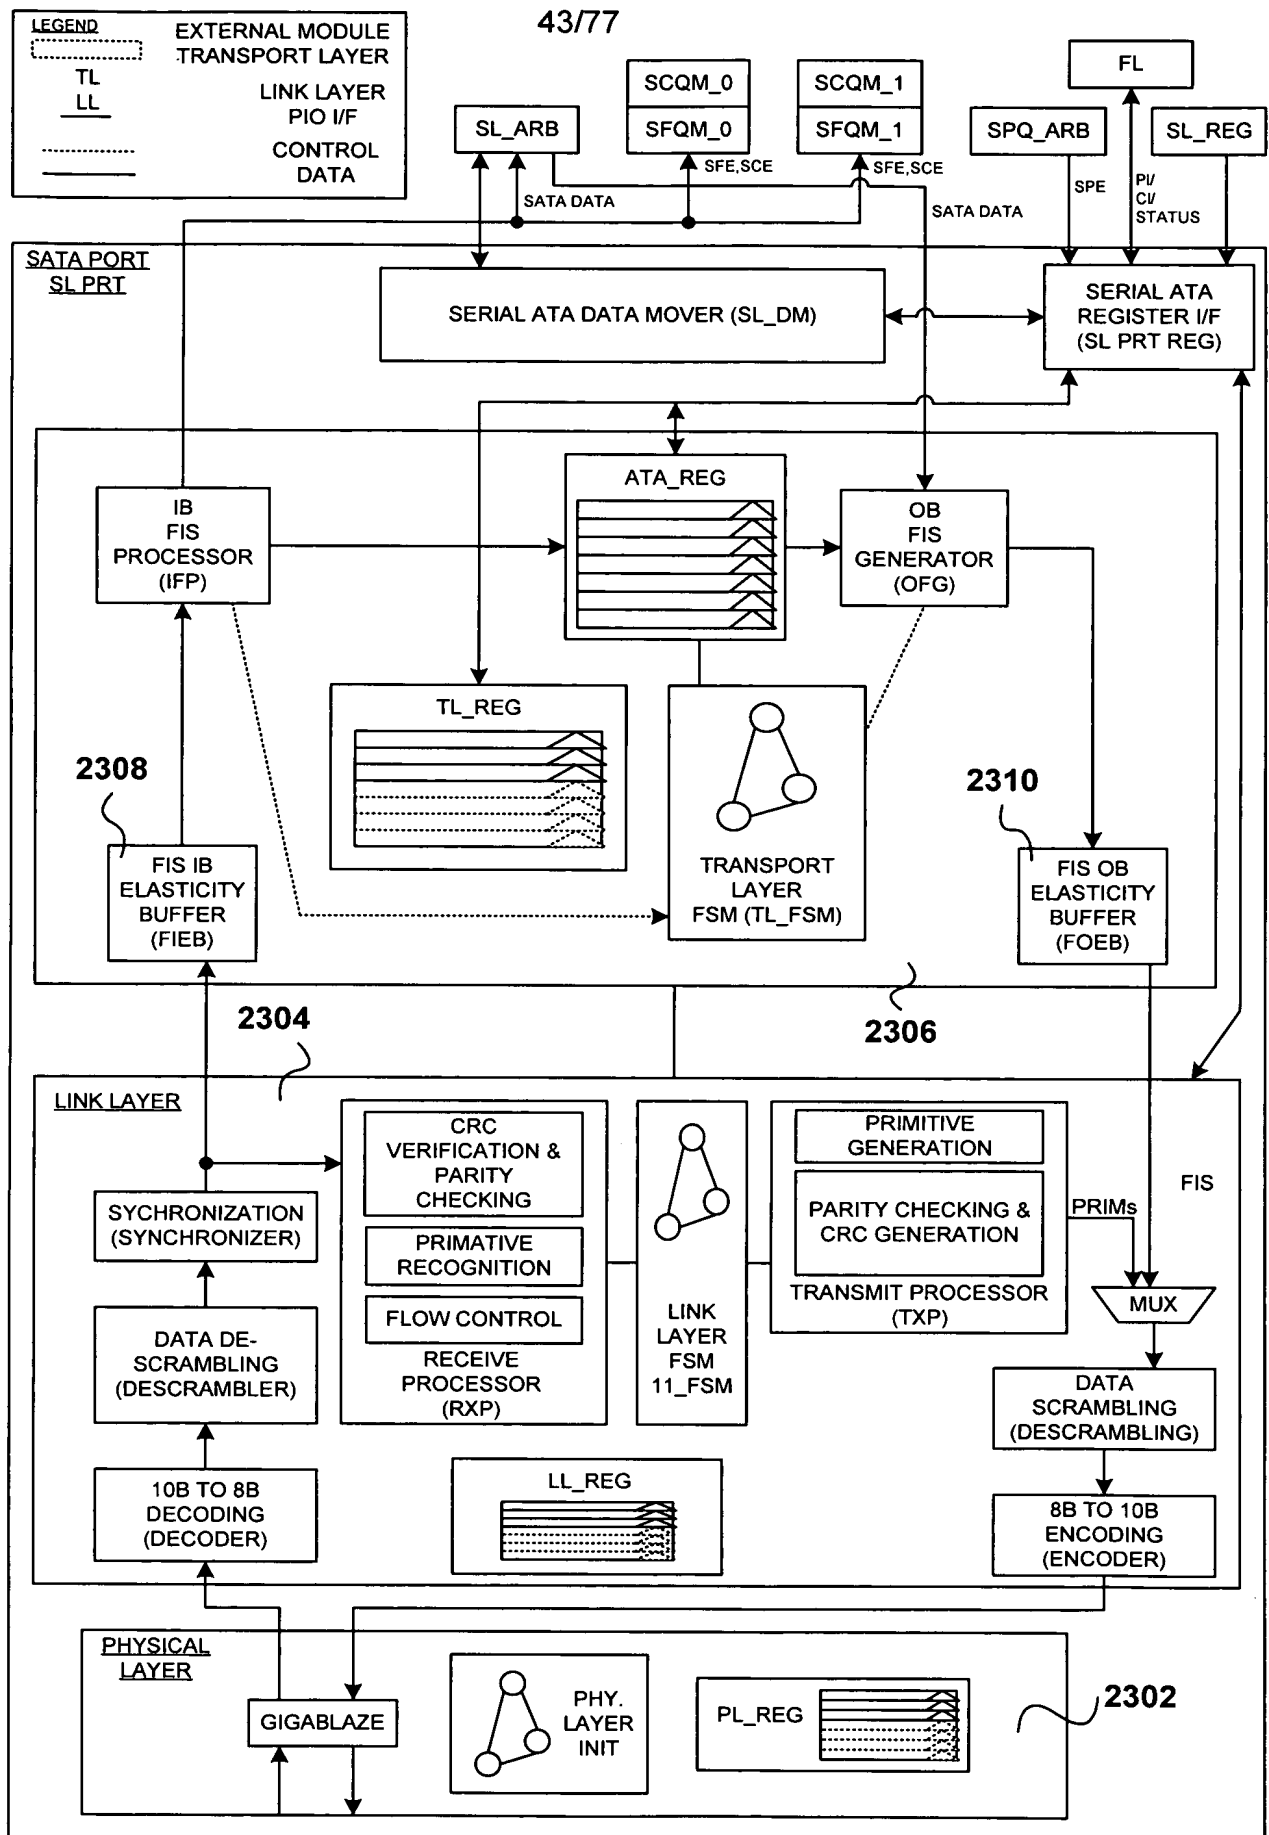 43/77
LEGEND
EXTERNAL MODULE
TRANSPORT LAYER
TL
LL
LINK LAYER
PIO I/F
CONTROL
DATA
SL_ARB
SCQM_0
SFQM_0
SCQM_1
SFQM_1
FL
SPQ_ARB
SL_REG
SATA DATA
SFE,SCE
SFE,SCE
SATA DATA
SPE
PI/
CI/
STATUS
SATA PORT
SL PRT
SERIAL ATA DATA MOVER (SL_DM)
SERIAL ATA
REGISTER I/F
(SL PRT REG)
IB
FIS
PROCESSOR
(IFP)
ATA_REG
OB
FIS
GENERATOR
(OFG)
TL_REG
2308
2310
FIS IB
ELASTICITY
BUFFER
(FIEB)
TRANSPORT
LAYER
FSM (TL_FSM)
FIS OB
ELASTICITY
BUFFER
(FOEB)
2304
2306
LINK LAYER
CRC
VERIFICATION &
PARITY
CHECKING
PRIMATIVE
RECOGNITION
FLOW CONTROL
RECEIVE
PROCESSOR
(RXP)
LINK
LAYER
FSM
11_FSM
PRIMITIVE
GENERATION
PARITY CHECKING &
CRC GENERATION
TRANSMIT PROCESSOR
(TXP)
PRIMs
FIS
MUX
SYCHRONIZATION
(SYNCHRONIZER)
DATA DE-
SCRAMBLING
(DESCRAMBLER)
10B TO 8B
DECODING
(DECODER)
LL_REG
DATA
SCRAMBLING
(DESCRAMBLING)
8B TO 10B
ENCODING
(ENCODER)
PHYSICAL
LAYER
GIGABLAZE
PHY.
LAYER
INIT
PL_REG
2302